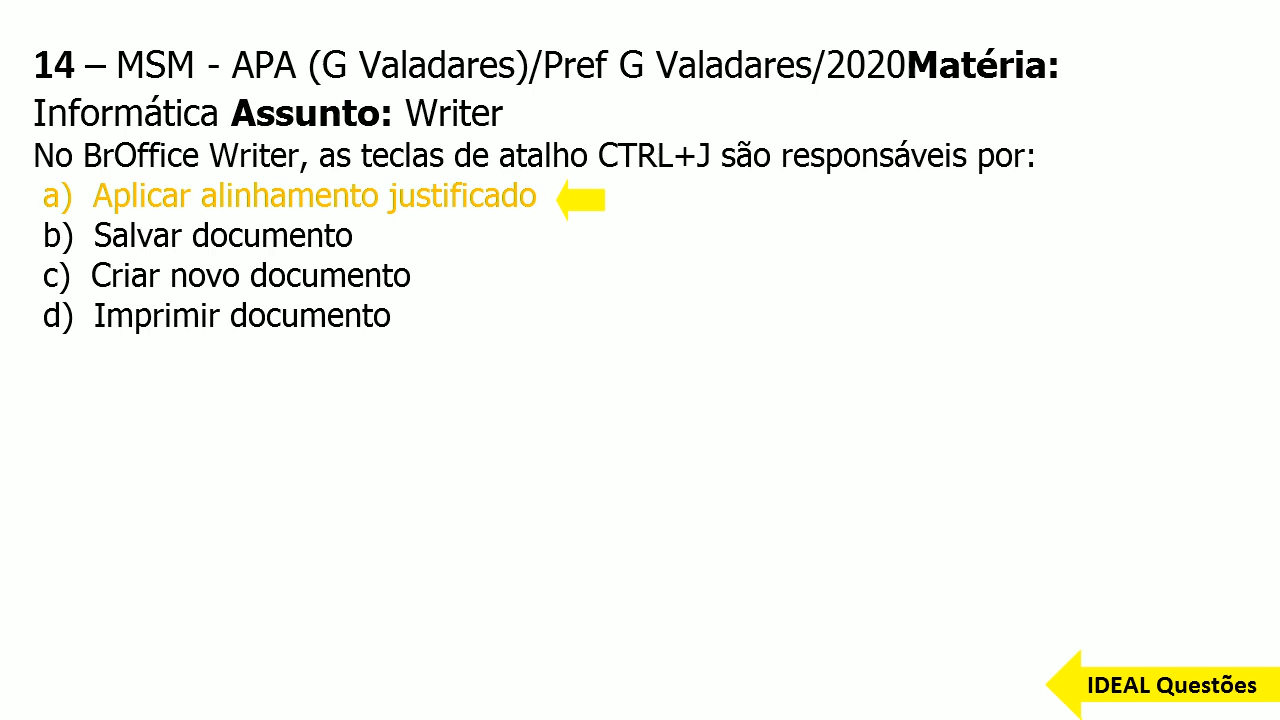 14 – MSM - APA (G Valadares)/Pref G Valadares/2020Matéria:
Informática Assunto: Writer
No BrOffice Writer, as teclas de atalho CTRL+J são responsáveis por:
a) Aplicar alinhamento justificado
b) Salvar documento
c) Criar novo documento
d) Imprimir documento
IDEAL Questões